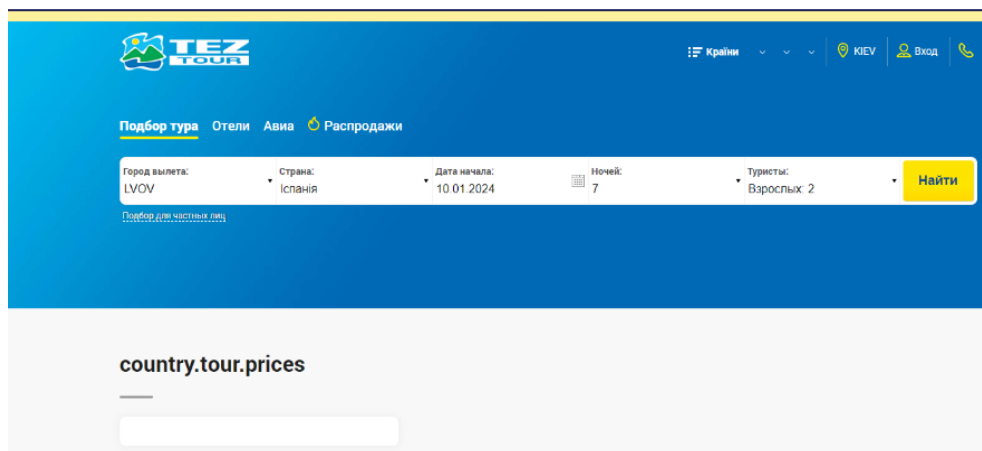 TEZ
TOUR
Країни
KIEV
Вход
Подбор тура Отели Авиа Распродажи
Город вылета: Страна: Дата начала: Ночей: Туристы:
LVOV Іспанія 10.01.2024 7 Взрослых: 2 Найти
Подбор для частных лиц
country.tour.prices